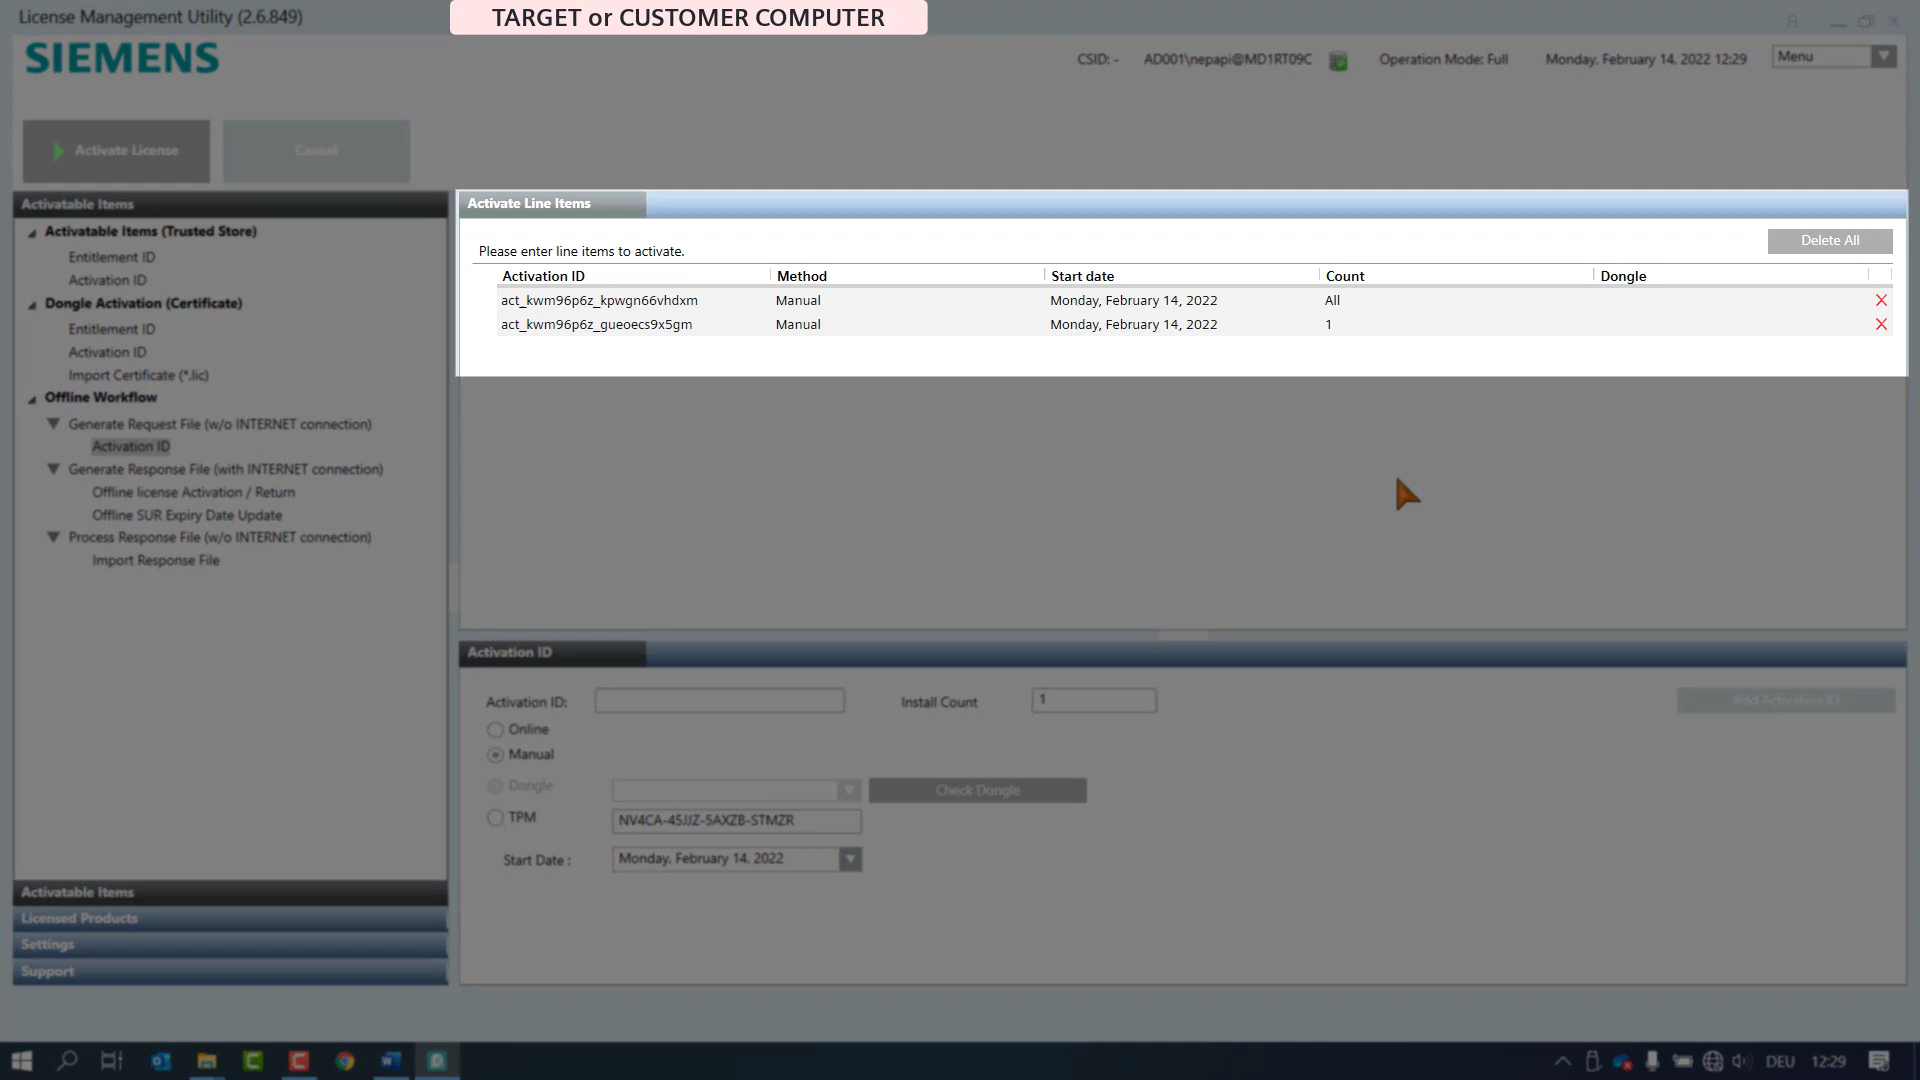 License Management Utility (2.6.849)
TARGET or CUSTOMER COMPUTER
SIEMENS
CSID: - AD001\nepapi@MD1RT09C Operation Mode: Full Monday, February 14, 2022 12:29 Menu
Activate License Cancel
Activatable Items
Activatable Items (Trusted Store)
Entitlement ID
Activation ID
Dongle Activation (Certificate)
Entitlement ID
Activation ID
Import Certificate (*.lic)
Offline Workflow
Generate Request File (w/o INTERNET connection)
Activation ID
Generate Response File (with INTERNET connection)
Offline license Activation / Return
Offline SUR Expiry Date Update
Process Response File (w/o INTERNET connection)
Import Response File
Activatable Items
Licensed Products
Settings
Support
Activate Line Items
Please enter line items to activate.
Delete All
Activation ID Method Start date Count Dongle
act_kwm96p6z_kpwgn66vhdxm Manual Monday, February 14, 2022 All
act_kwm96p6z_gueoecs9x5gm Manual Monday, February 14, 2022 1
Activation ID
Activation ID: Install Count 1 Add Activation ID
Online
Manual
Dongle Check Dongle
TPM NV4CA-45JJZ-5AXZB-STMZR
Start Date : Monday, February 14, 2022
DEU 12:29